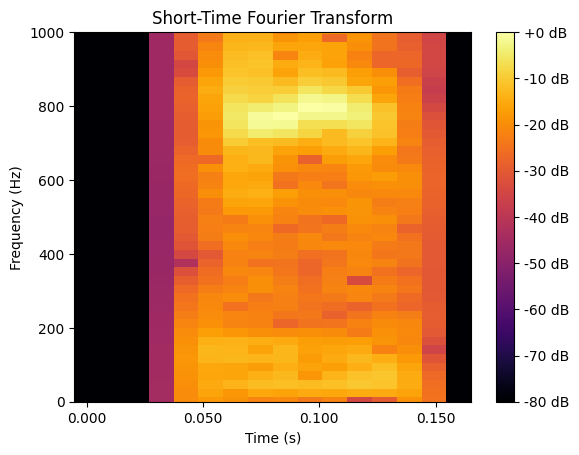 Short-Time Fourier Transform
1000
800
600
400
200
0
Frequency (Hz)
0.000
0.050
0.100
0.150
Time (s)
+0 dB
-10 dB
-20 dB
-30 dB
-40 dB
-50 dB
-60 dB
-70 dB
-80 dB